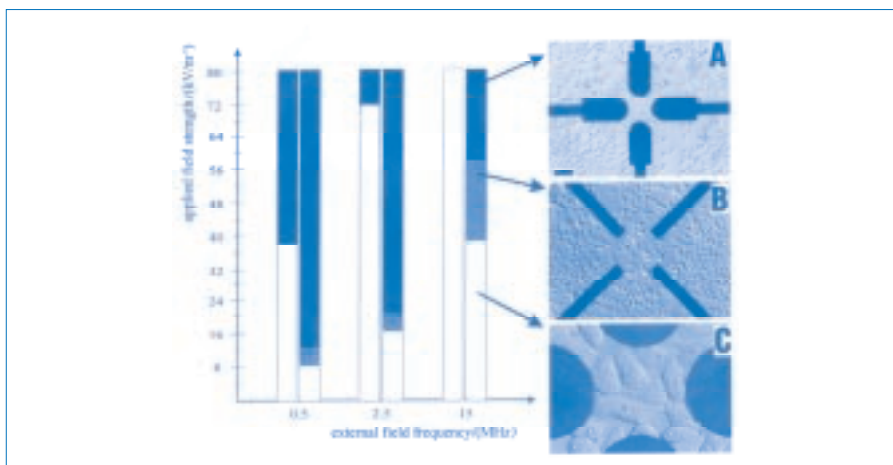 applied field strength/(kV/m)
80
72
64
56
48
40
32
24
16
8
0.5
2.5
15
external field frequency/(MHz)
A
B
C